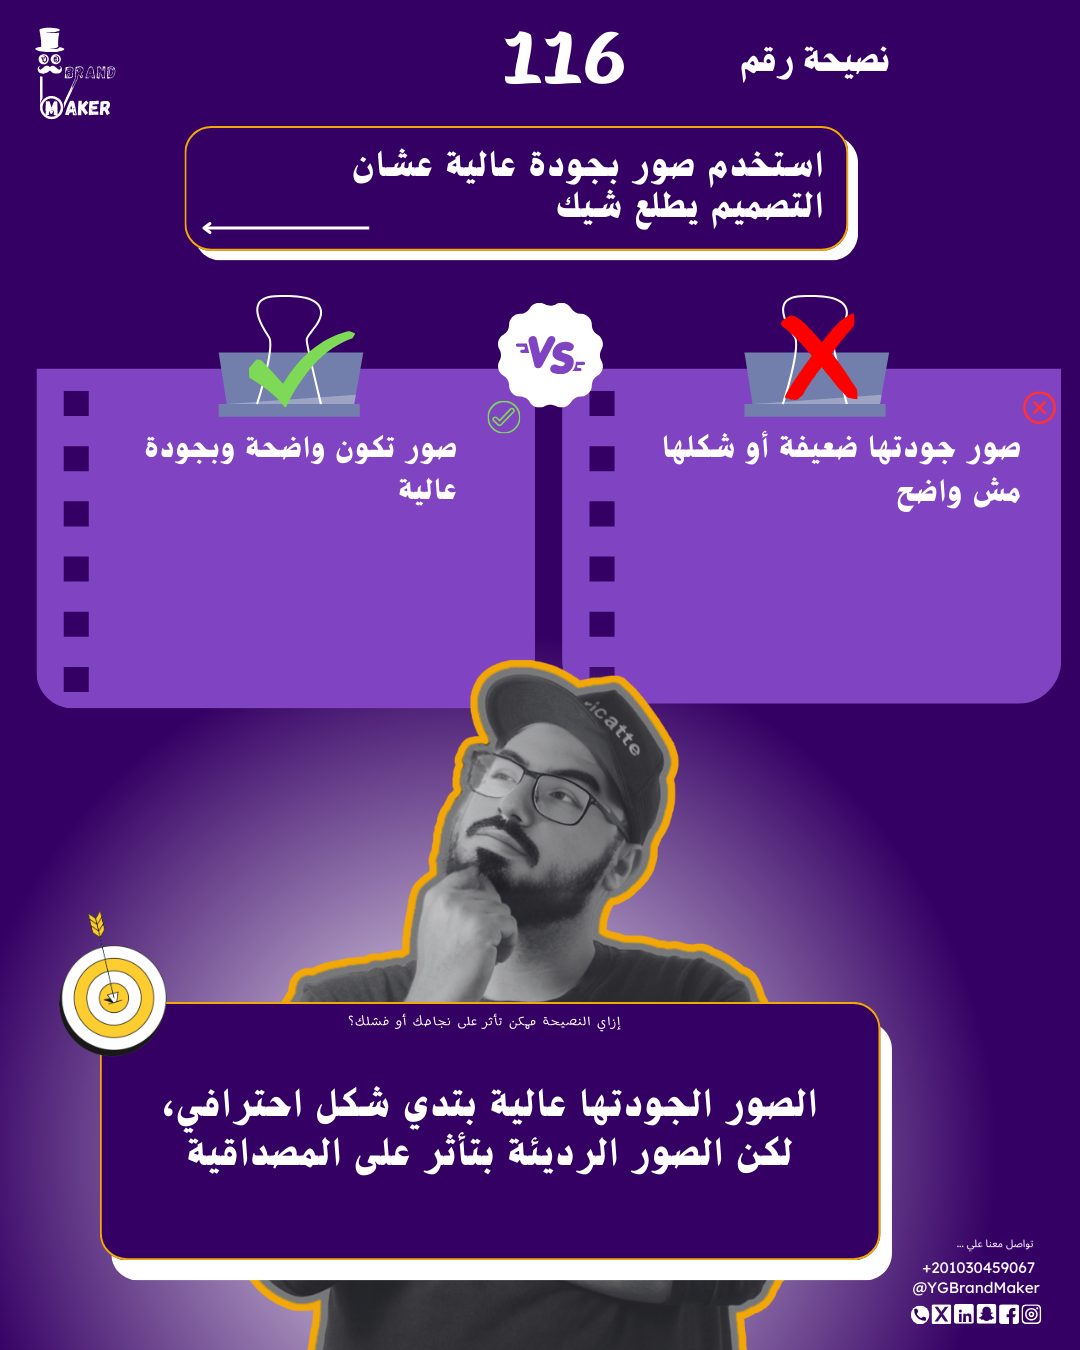 BRAND
MAKER
نصيحة رقم 116
استخدم صور بجودة عالية عشان
التصميم يطلع شيك
VS
صور جودتها ضعيفة أو شكلها
مش واضح
صور تكون واضحة وبجودة
عالية
icatte
إزاي النصيحة ممكن تأثر على نجاحك أو فشلك؟
الصور الجودتها عالية بتدي شكل احترافي،
لكن الصور الرديئة بتأثر على المصداقية
تواصل معنا علي ...
+201030459067
@YGBrandMaker